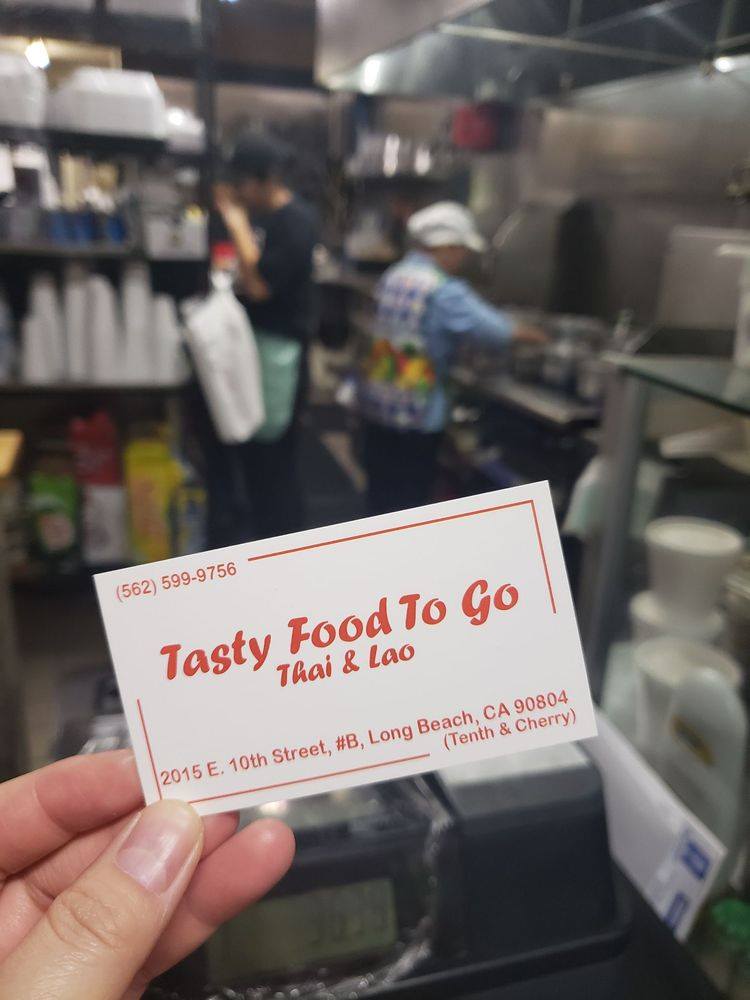 (562) 599-9756
Tasty Food To Go
Thai & Lao
2015 E. 10th Street, #B, Long Beach, CA 90804
(Tenth & Cherry)